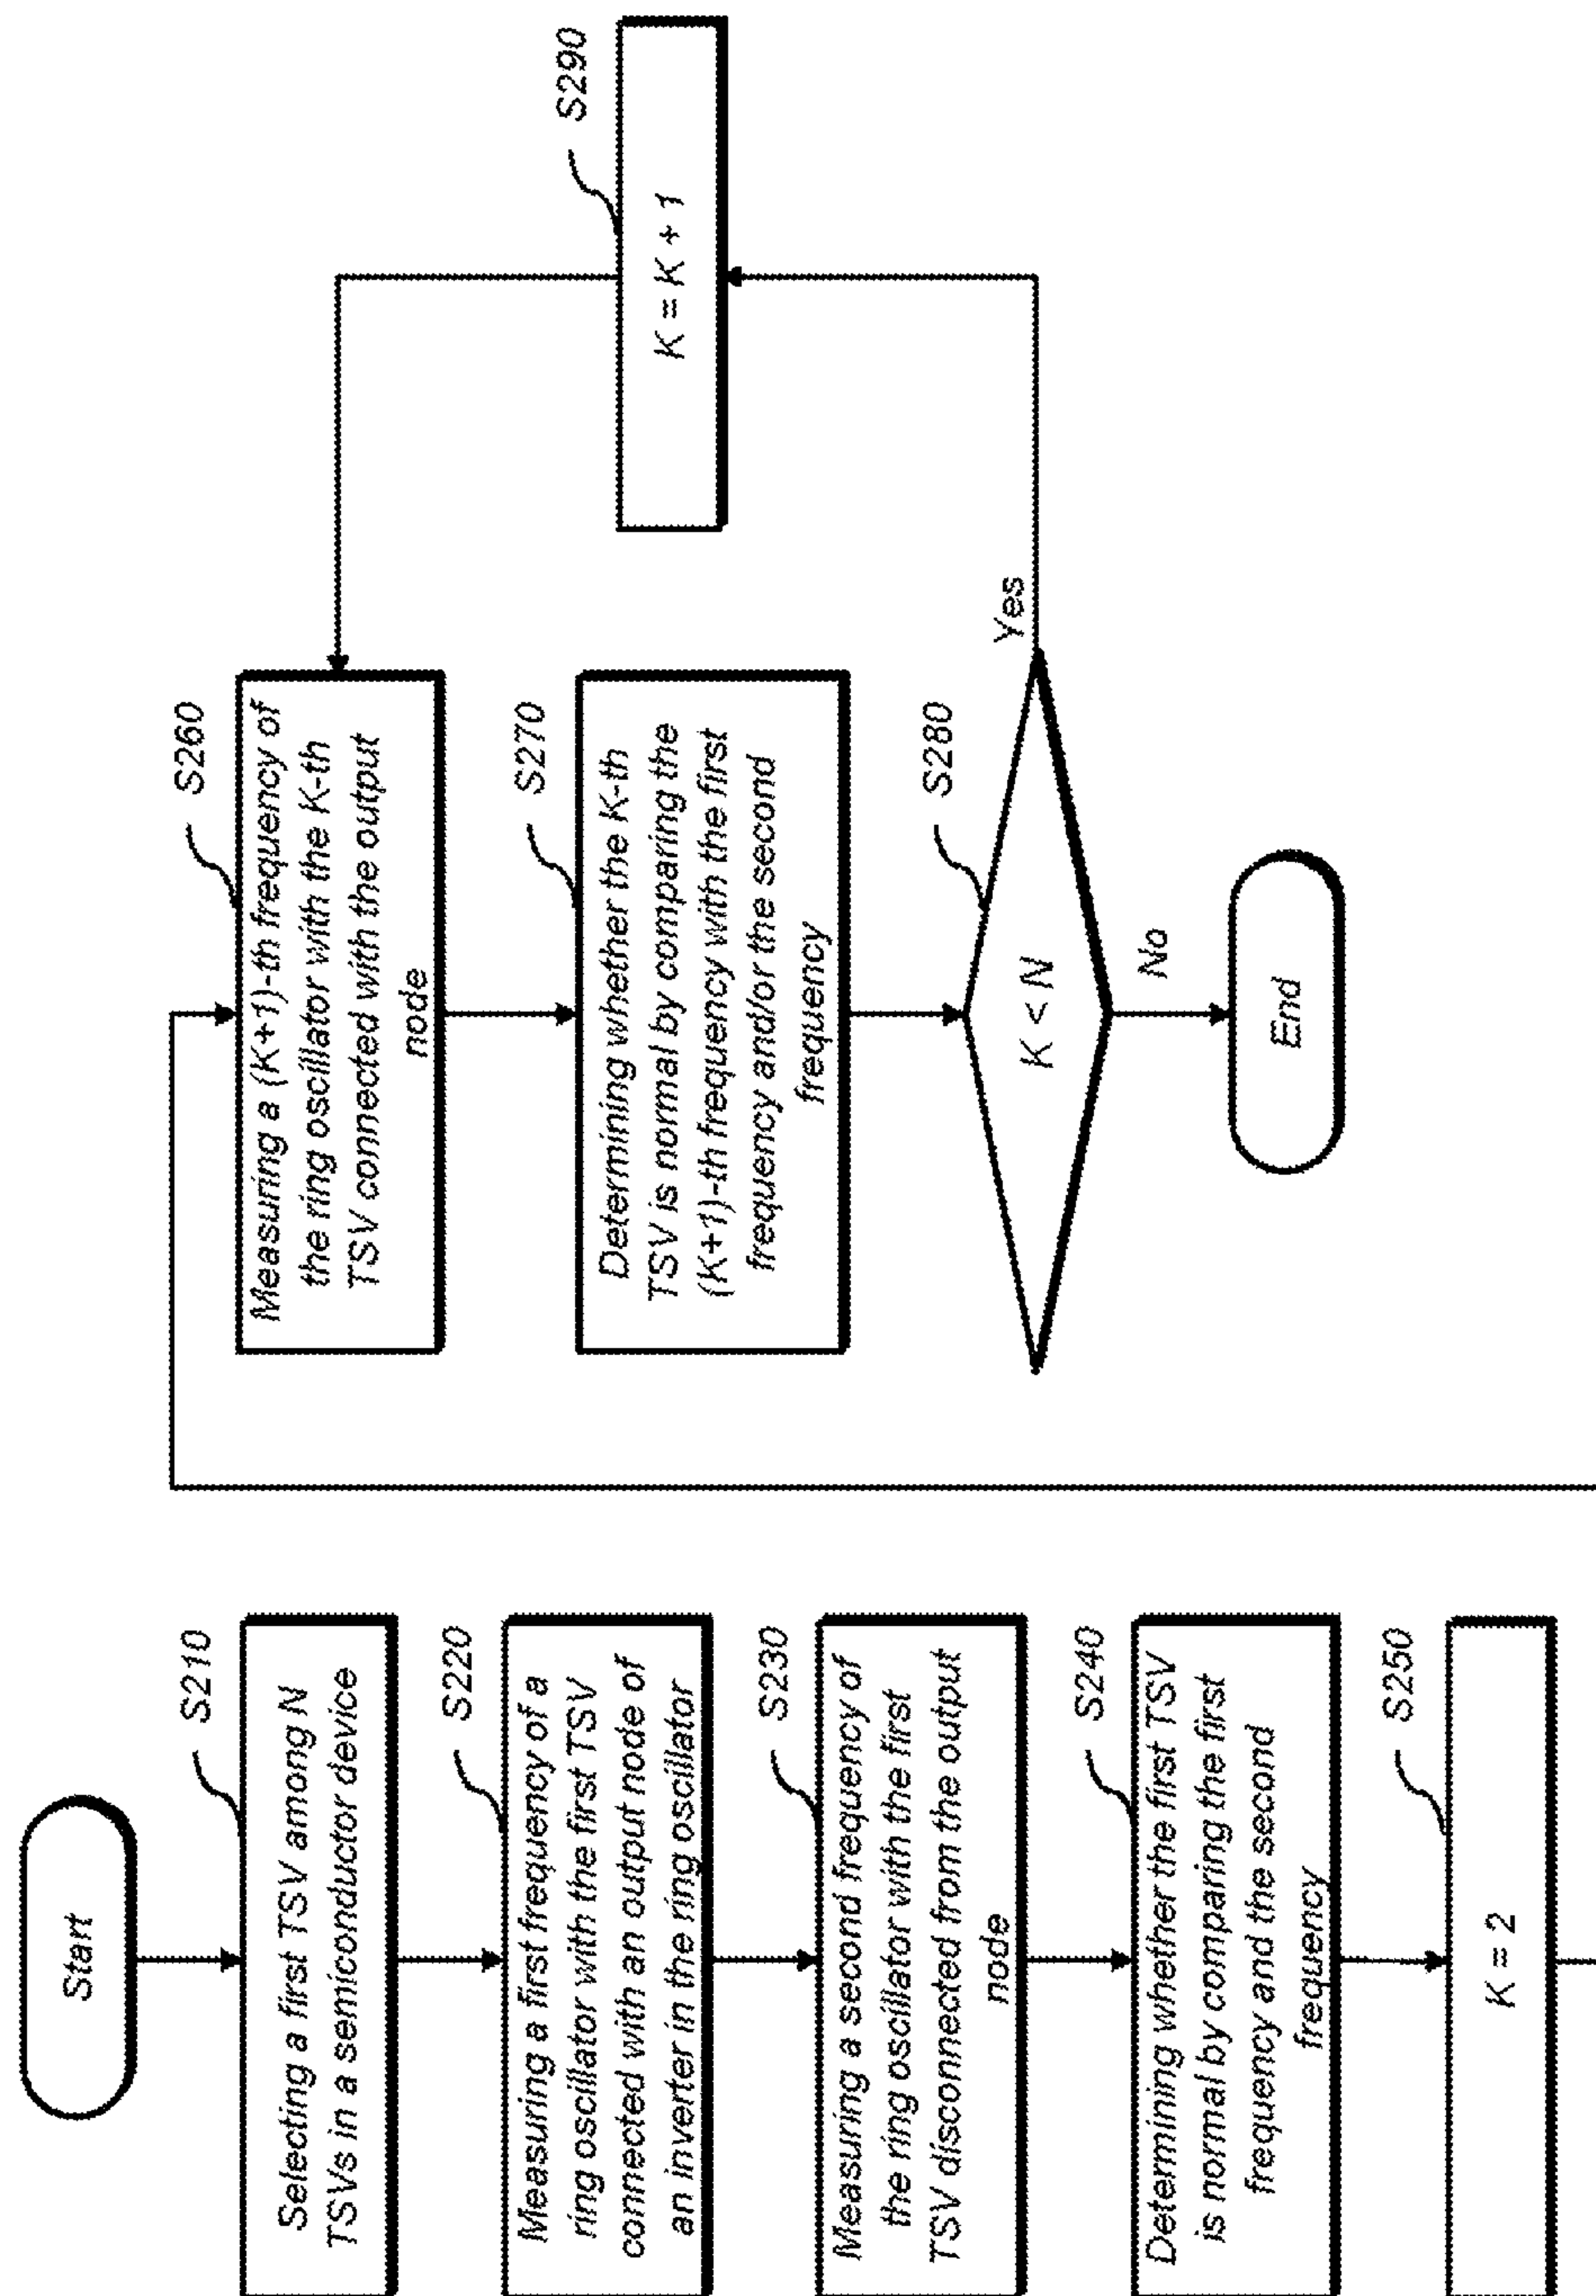 Start
S210
Selecting a first TSV among N
TSVs in a semiconductor device
S220
Measuring a first frequency of a
ring oscillator with the first TSV
connected with an output node of
an inverter in the ring oscillator
S230
Measuring a second frequency of
the ring oscillator with the first
TSV disconnected from the output
node
S240
Determining whether the first TSV
is normal by comparing the first
frequency and the second
frequency
S250
K = 2
S260
Measuring a (K+1)-th frequency of
the ring oscillator with the K-th
TSV connected with the output
node
S270
Determining whether the K-th
TSV is normal by comparing the
(K+1)-th frequency with the first
frequency and/or the second
frequency
S280
K < N
Yes
No
S290
K = K + 1
End